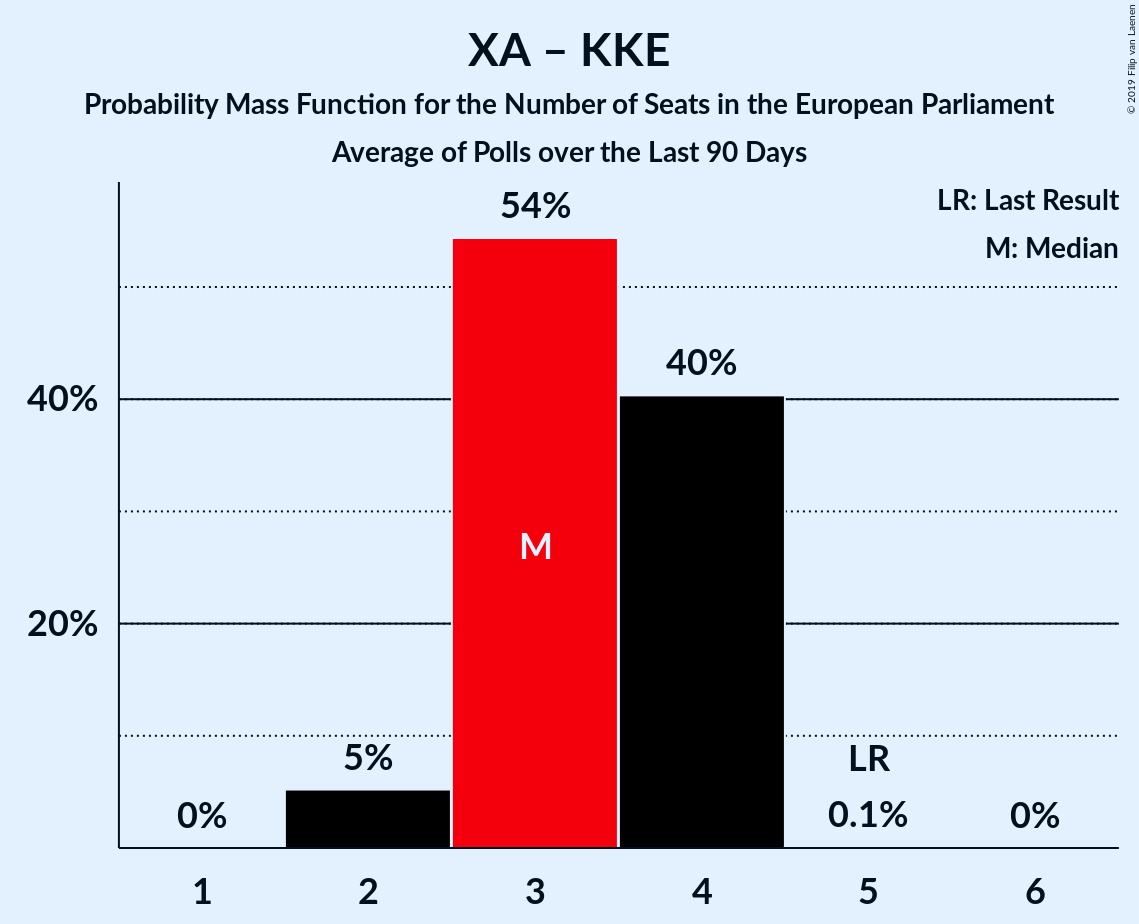 XA – KKE
Probability Mass Function for the Number of Seats in the European Parliament
Average of Polls over the Last 90 Days
© 2019 Filip van Laenen
LR: Last Result
M: Median
54%
40%
40%
M
20%
5%
LR
0%
0.1%
0%
1 2 3 4 5 6